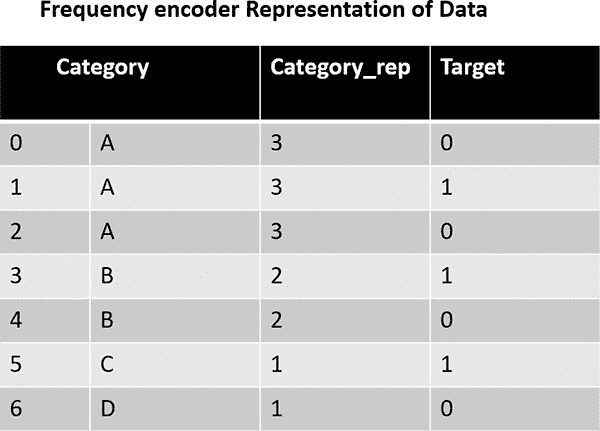 Frequency encoder Representation of Data
Category Category_rep Target
0 A 3 0
1 A 3 1
2 A 3 0
3 B 2 1
4 B 2 0
5 C 1 1
6 D 1 0